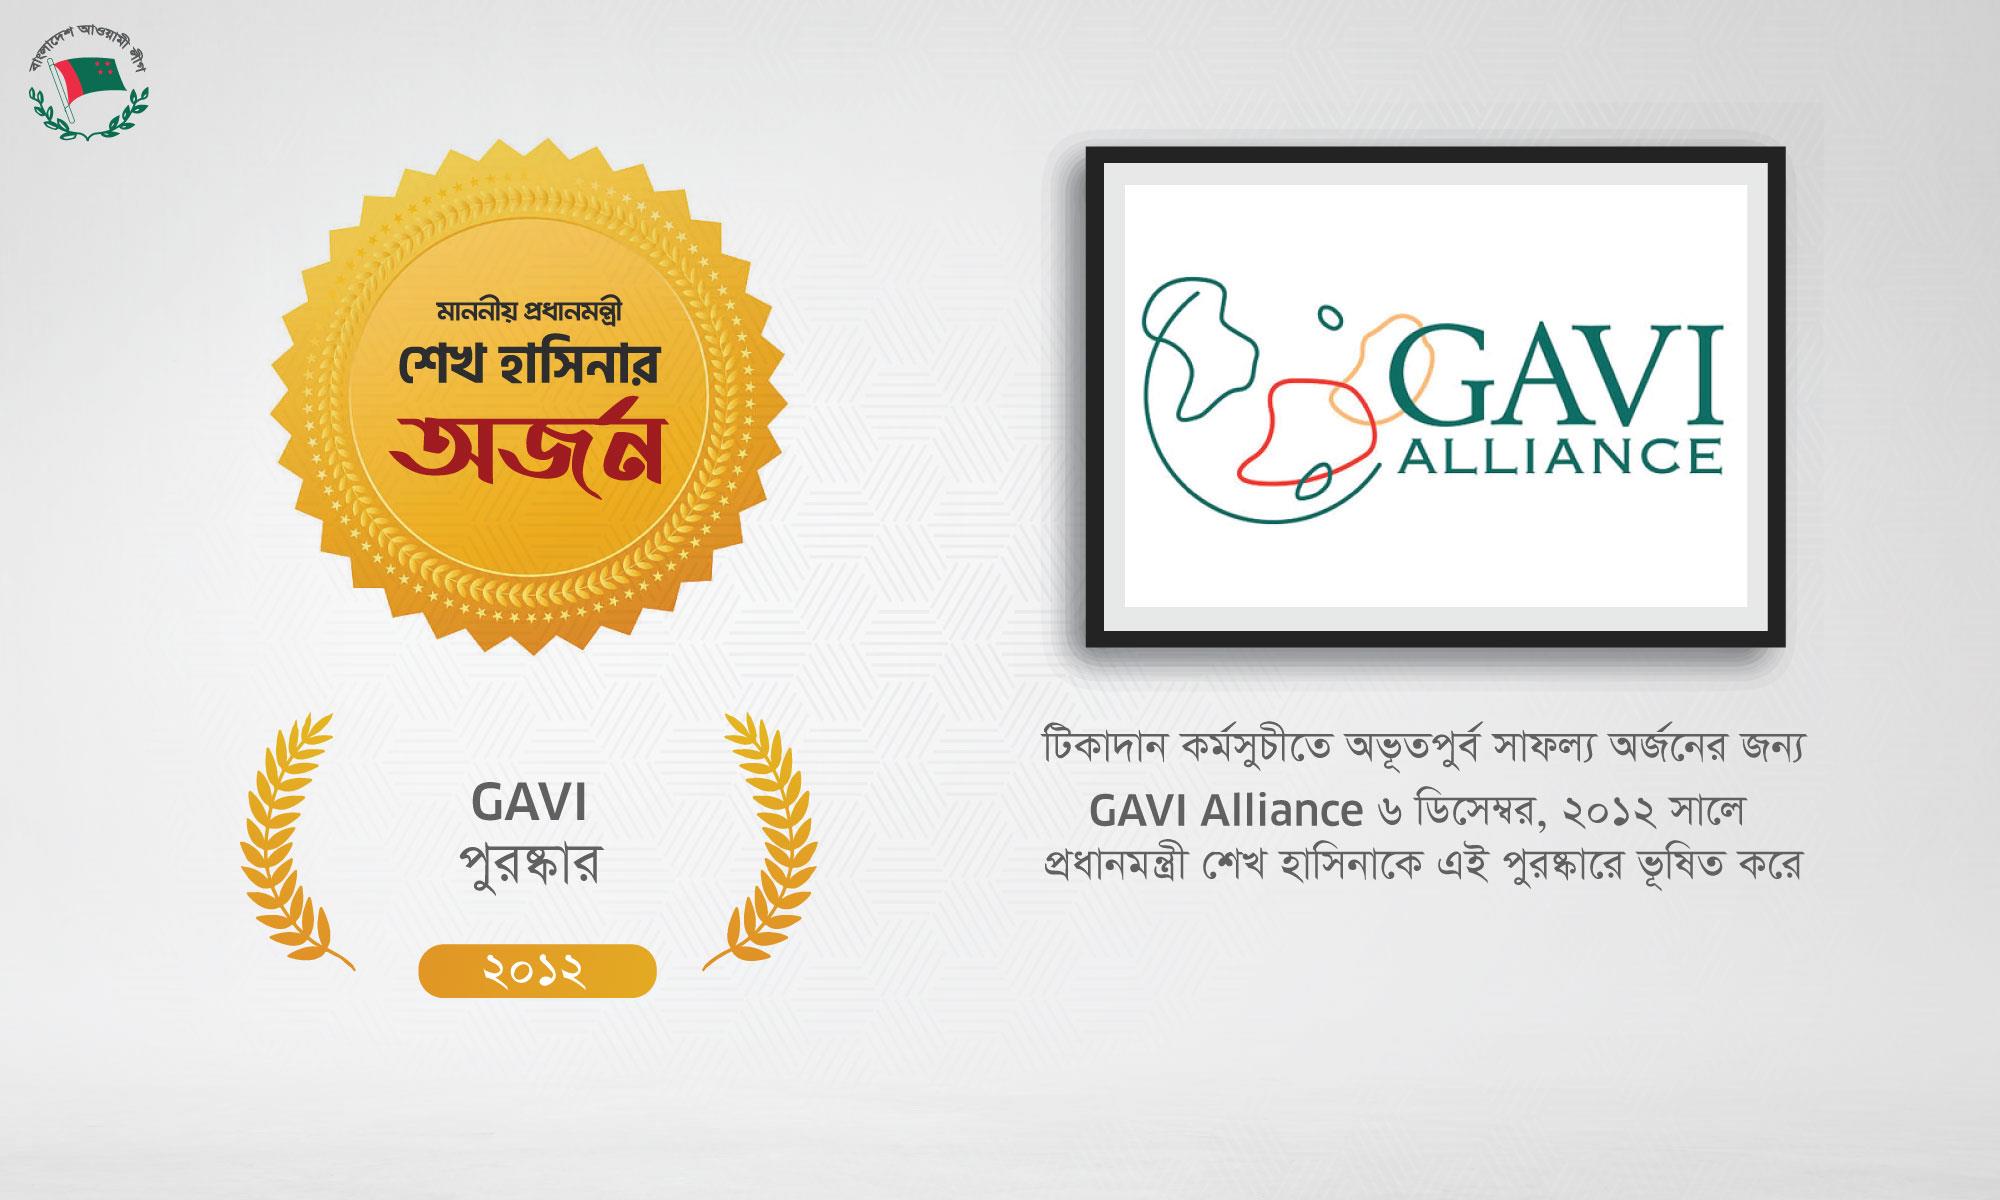 বাংলাদেশ আওয়ামী লীগ
মাননীয় প্রধানমন্ত্রী
শেখ হাসিনার
অর্জন
GAVI
ALLIANCE
GAVI
পুরষ্কার
২০১২
টিকাদান কর্মসুচীতে অভূতপুর্ব সাফল্য অর্জনের জন্য
GAVI Alliance ৬ ডিসেম্বর, ২০১২ সালে
প্রধানমন্ত্রী শেখ হাসিনাকে এই পুরষ্কারে ভূষিত করে